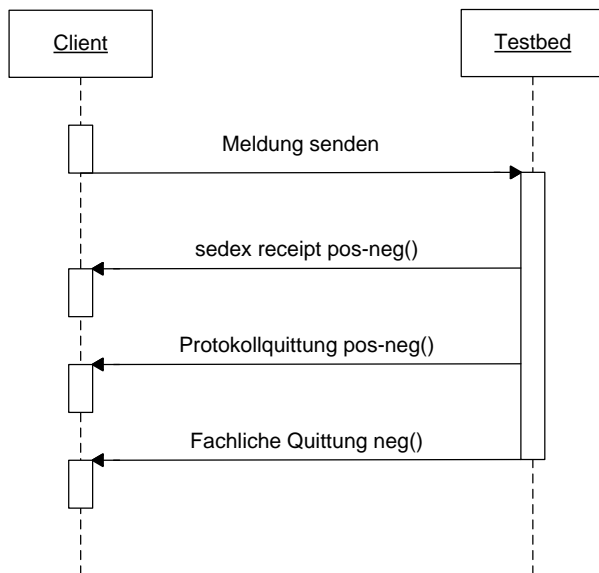 Client
Testbed
Meldung senden
sedex receipt pos-neg()
Protokollquittung pos-neg()
Fachliche Quittung neg()